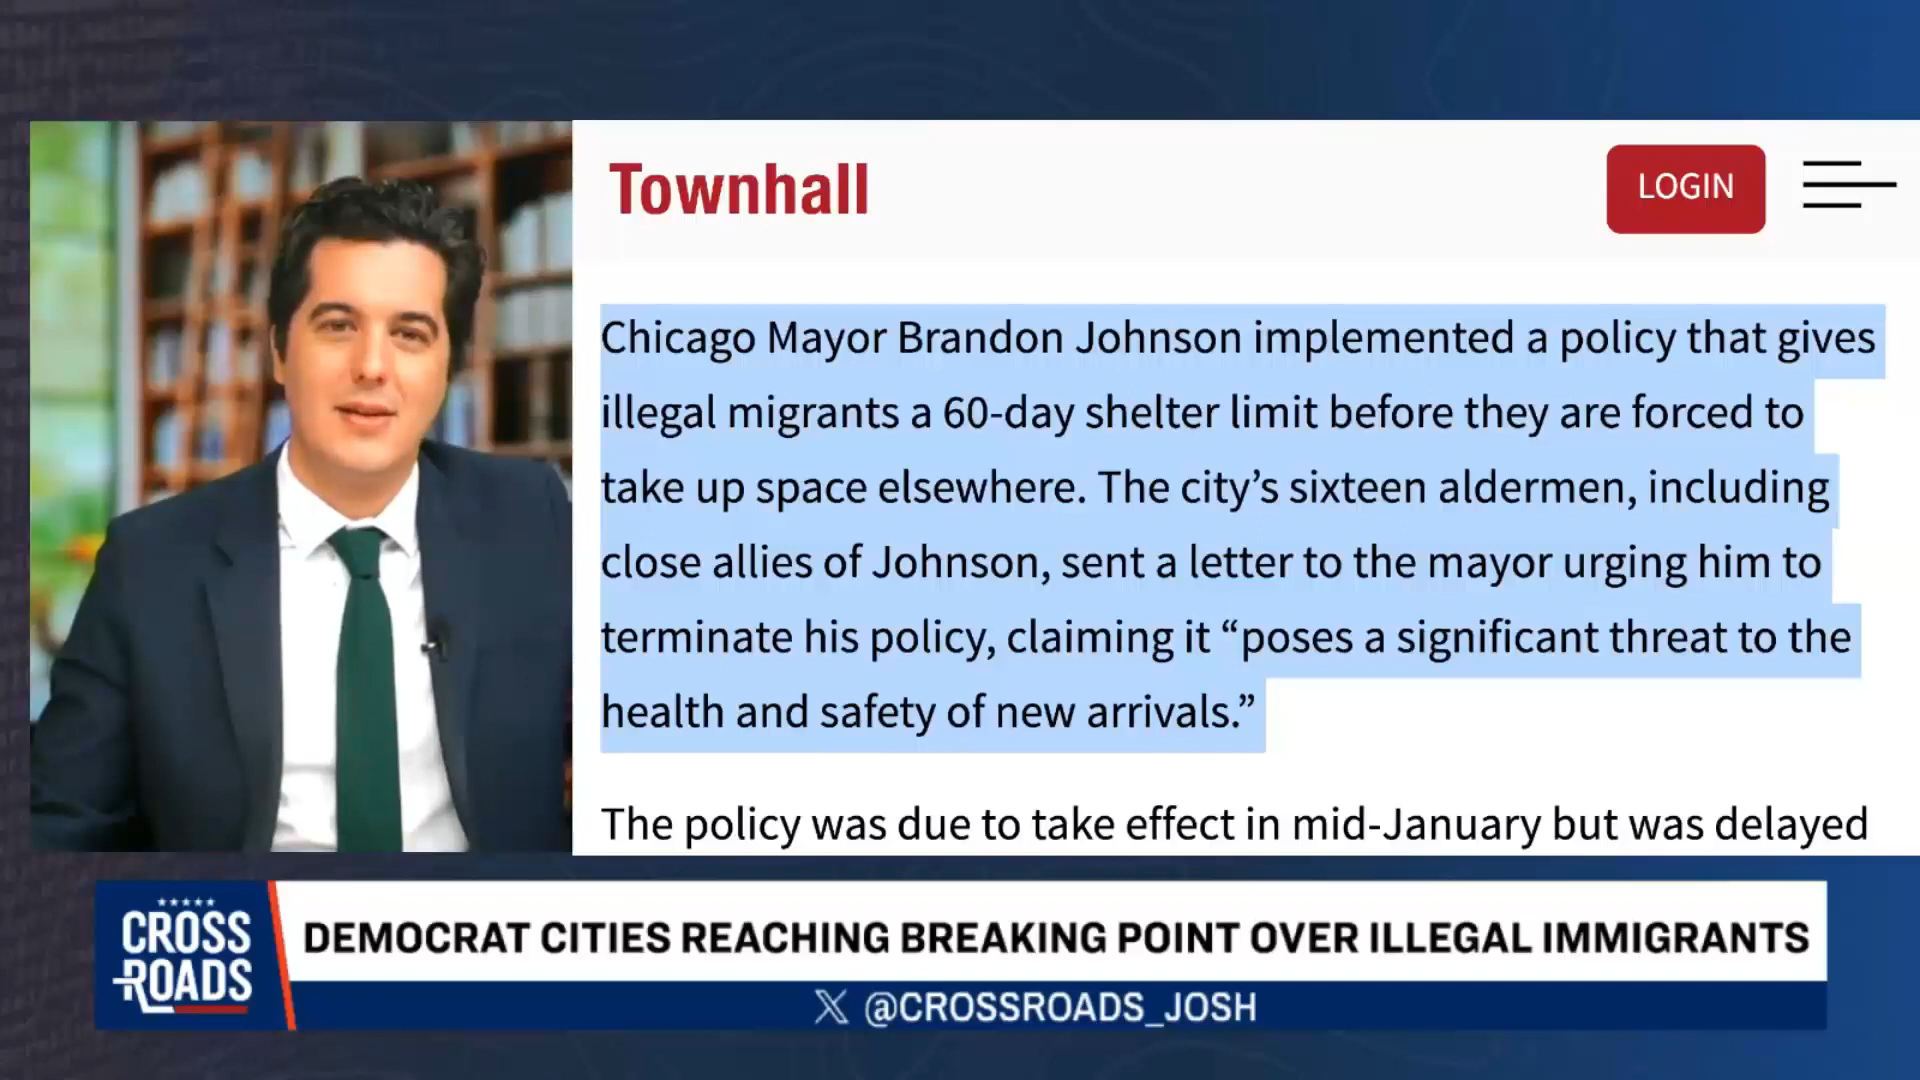 Townhall
LOGIN
Chicago Mayor Brandon Johnson implemented a policy that gives
illegal migrants a 60-day shelter limit before they are forced to
take up space elsewhere. The city’s sixteen aldermen, including
close allies of Johnson, sent a letter to the mayor urging him to
terminate his policy, claiming it “poses a significant threat to the
health and safety of new arrivals.”
The policy was due to take effect in mid-January but was delayed
CROSS
ROADS
DEMOCRAT CITIES REACHING BREAKING POINT OVER ILLEGAL IMMIGRANTS
X @CROSSROADS_JOSH